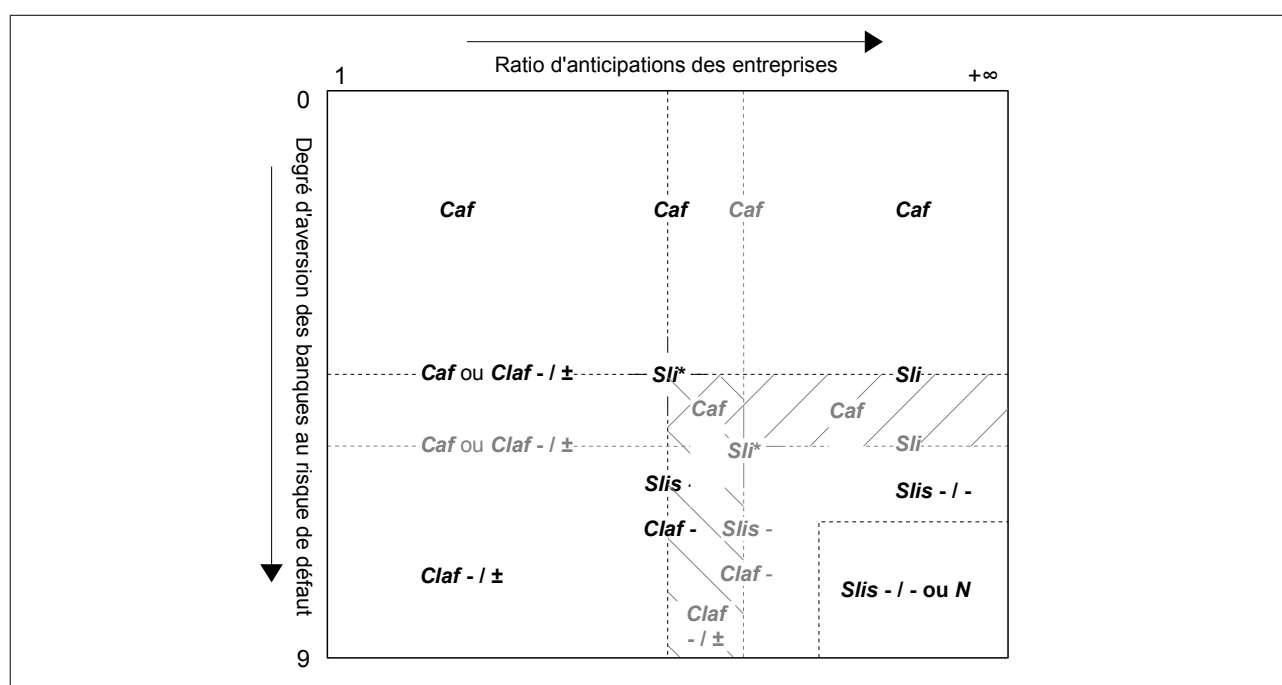 Ratio d'anticipations des entreprises
1
+∞
0
Degré d'aversion des banques au risque de défaut
Caf
Caf
Caf
Caf
Caf ou Claf - / ±
Sli*
Sli
Caf
Caf
Caf ou Claf - / ±
Sli*
Sli
Slis -
Slis - / -
Claf -
Slis -
Claf - / ±
Claf -
Slis - / - ou N
Claf
- / ±
9